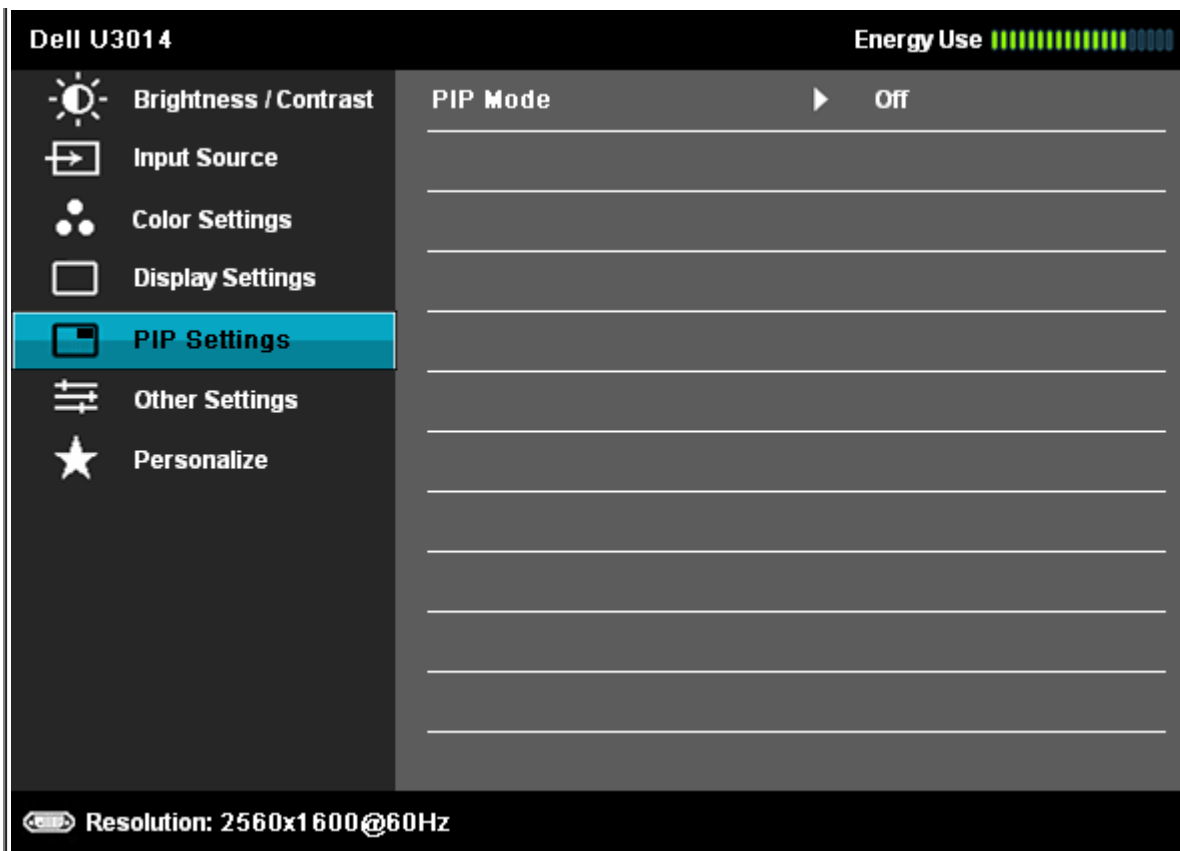 Dell U3014
Energy Use
Brightness / Contrast
PIP Mode
Off
Input Source
Color Settings
Display Settings
PIP Settings
Other Settings
Personalize
Resolution: 2560x1600@60Hz